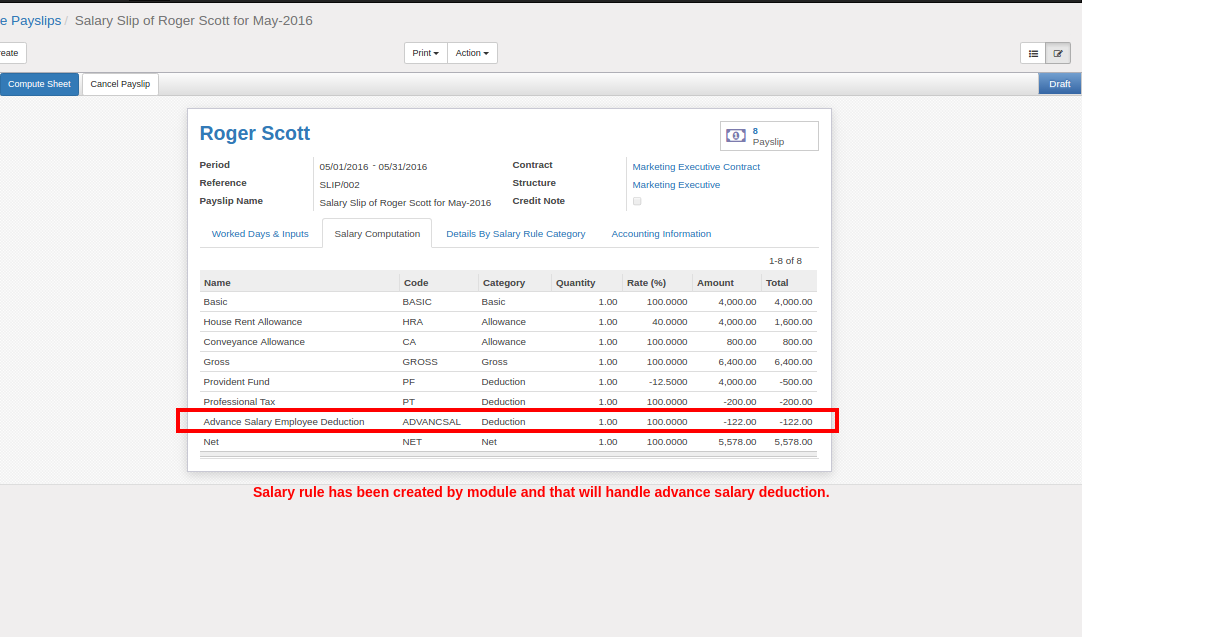 e Payslips / Salary Slip of Roger Scott for May-2016
reate Print Action
Compute Sheet Cancel Payslip Draft
Roger Scott
8
Payslip
Period 05/01/2016 - 05/31/2016 Contract Marketing Executive Contract
Reference SLIP/002 Structure Marketing Executive
Payslip Name Salary Slip of Roger Scott for May-2016 Credit Note
Worked Days & Inputs Salary Computation Details By Salary Rule Category Accounting Information
1-8 of 8
Name Code Category Quantity Rate (%) Amount Total
Basic BASIC Basic 1.00 100.0000 4,000.00 4,000.00
House Rent Allowance HRA Allowance 1.00 40.0000 4,000.00 1,600.00
Conveyance Allowance CA Allowance 1.00 100.0000 800.00 800.00
Gross GROSS Gross 1.00 100.0000 6,400.00 6,400.00
Provident Fund PF Deduction 1.00 -12.5000 4,000.00 -500.00
Professional Tax PT Deduction 1.00 100.0000 -200.00 -200.00
Advance Salary Employee Deduction ADVANCSAL Deduction 1.00 100.0000 -122.00 -122.00
Net NET Net 1.00 100.0000 5,578.00 5,578.00
Salary rule has been created by module and that will handle advance salary deduction.